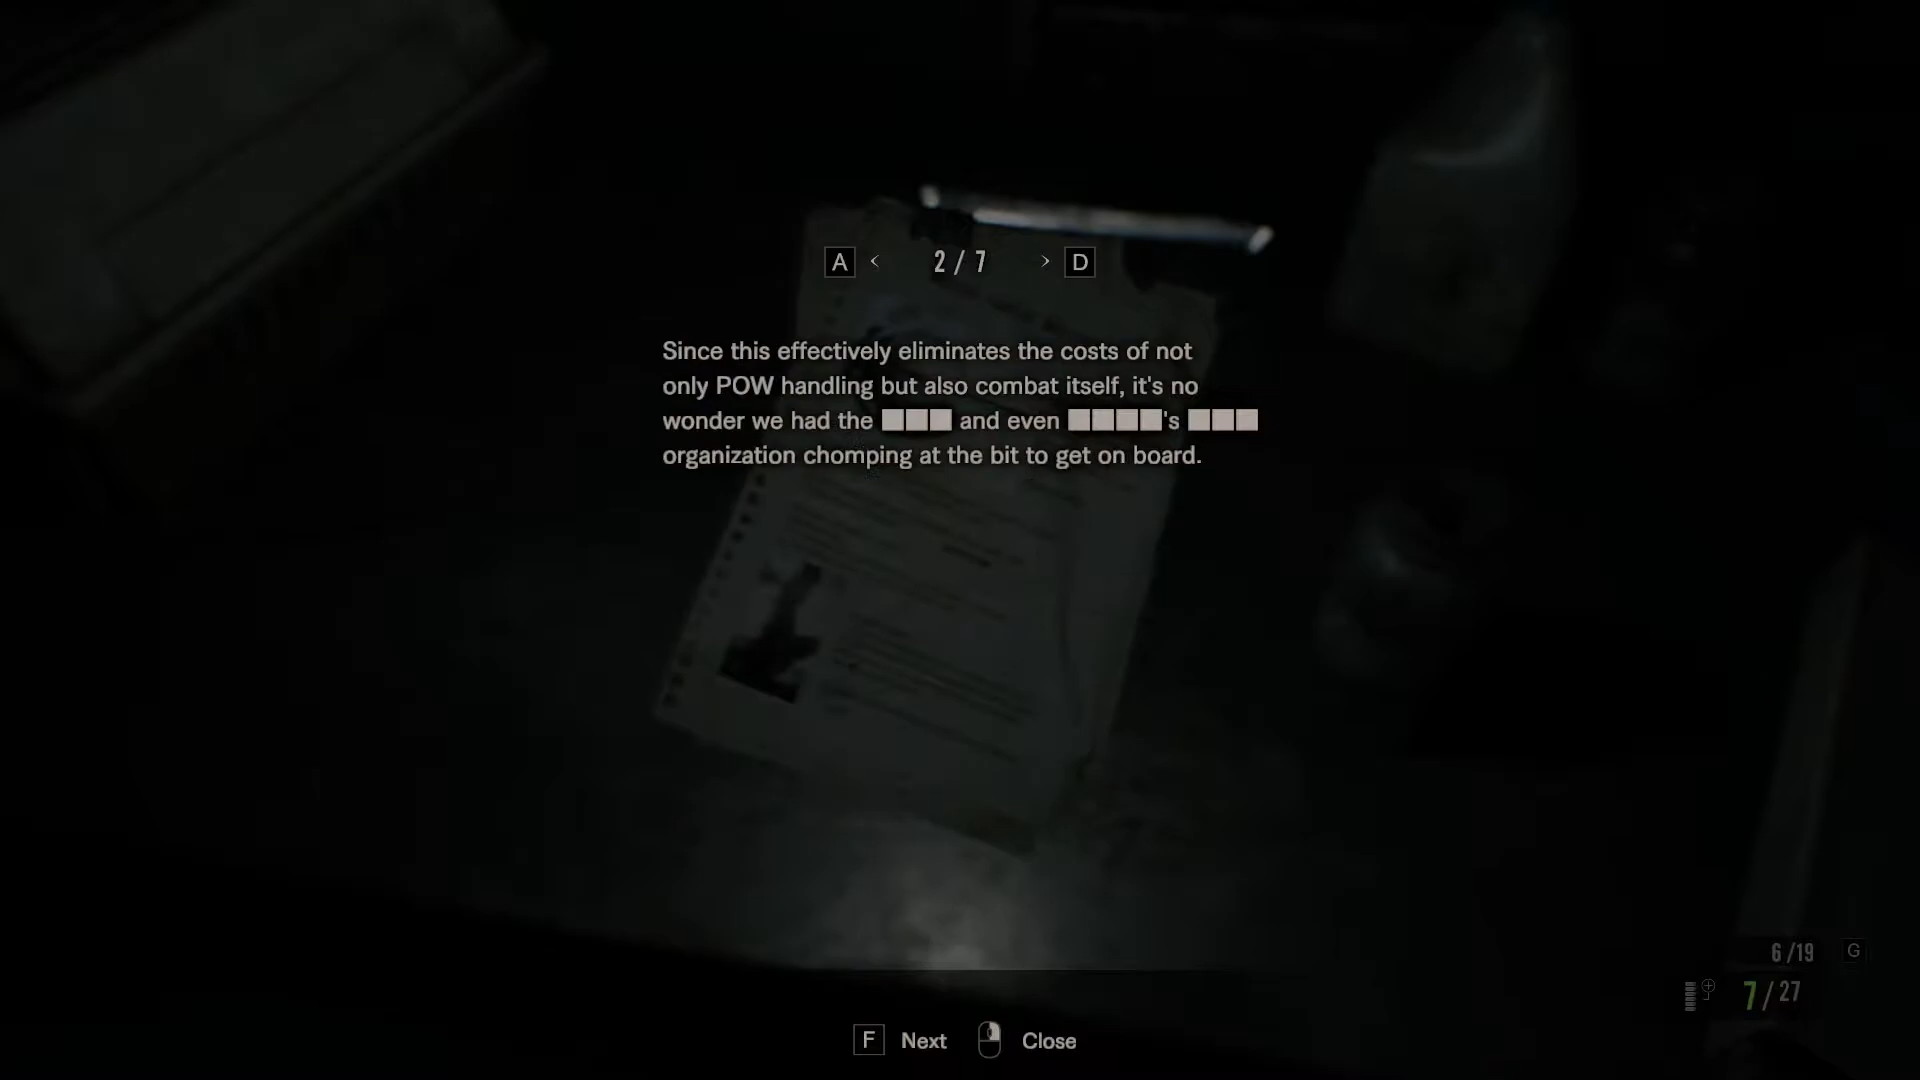 A < 2 / 7 > D
Since this effectively eliminates the costs of not
only POW handling but also combat itself, it's no
wonder we had the ■■■ and even ■■■■'s ■■■
organization chomping at the bit to get on board.
6 /19 G
7 / 27
F Next Close